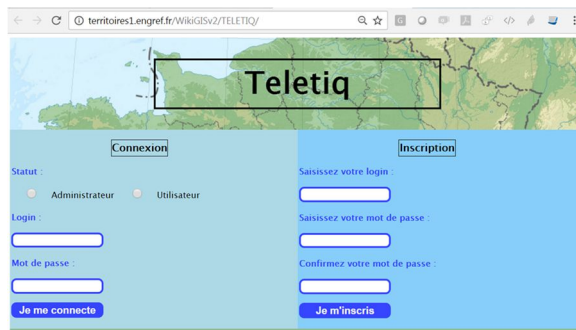 territoires1.engref.fr/WikiGISv2/TELETIQ/
Teletiq
Connexion
Statut :
Administrateur Utilisateur
Login :
Mot de passe :
Je me connecte
Inscription
Saisissez votre login :
Saisissez votre mot de passe :
Confirmez votre mot de passe :
Je m'inscris